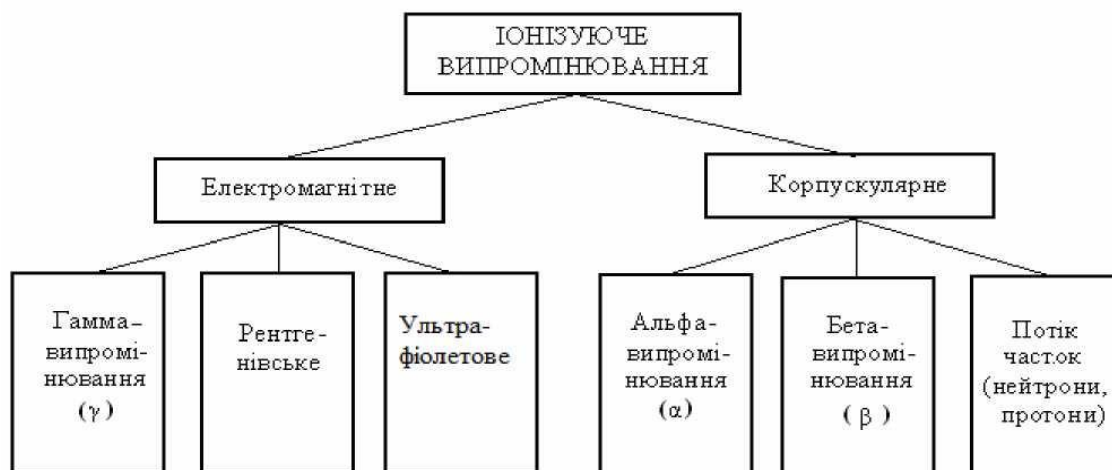 ІОНІЗУЮЧЕ
ВИПРОМІНЮВАННЯ
Електромагнітне
Корпускулярне
Гамма–
випромі-
нювання
(γ)
Рентге-
нівське
Ультра-
фіолетове
Альфа-
випромі-
нювання
(α)
Бета-
випромі-
нювання
(β)
Потік
часток
(нейтрони,
протони)